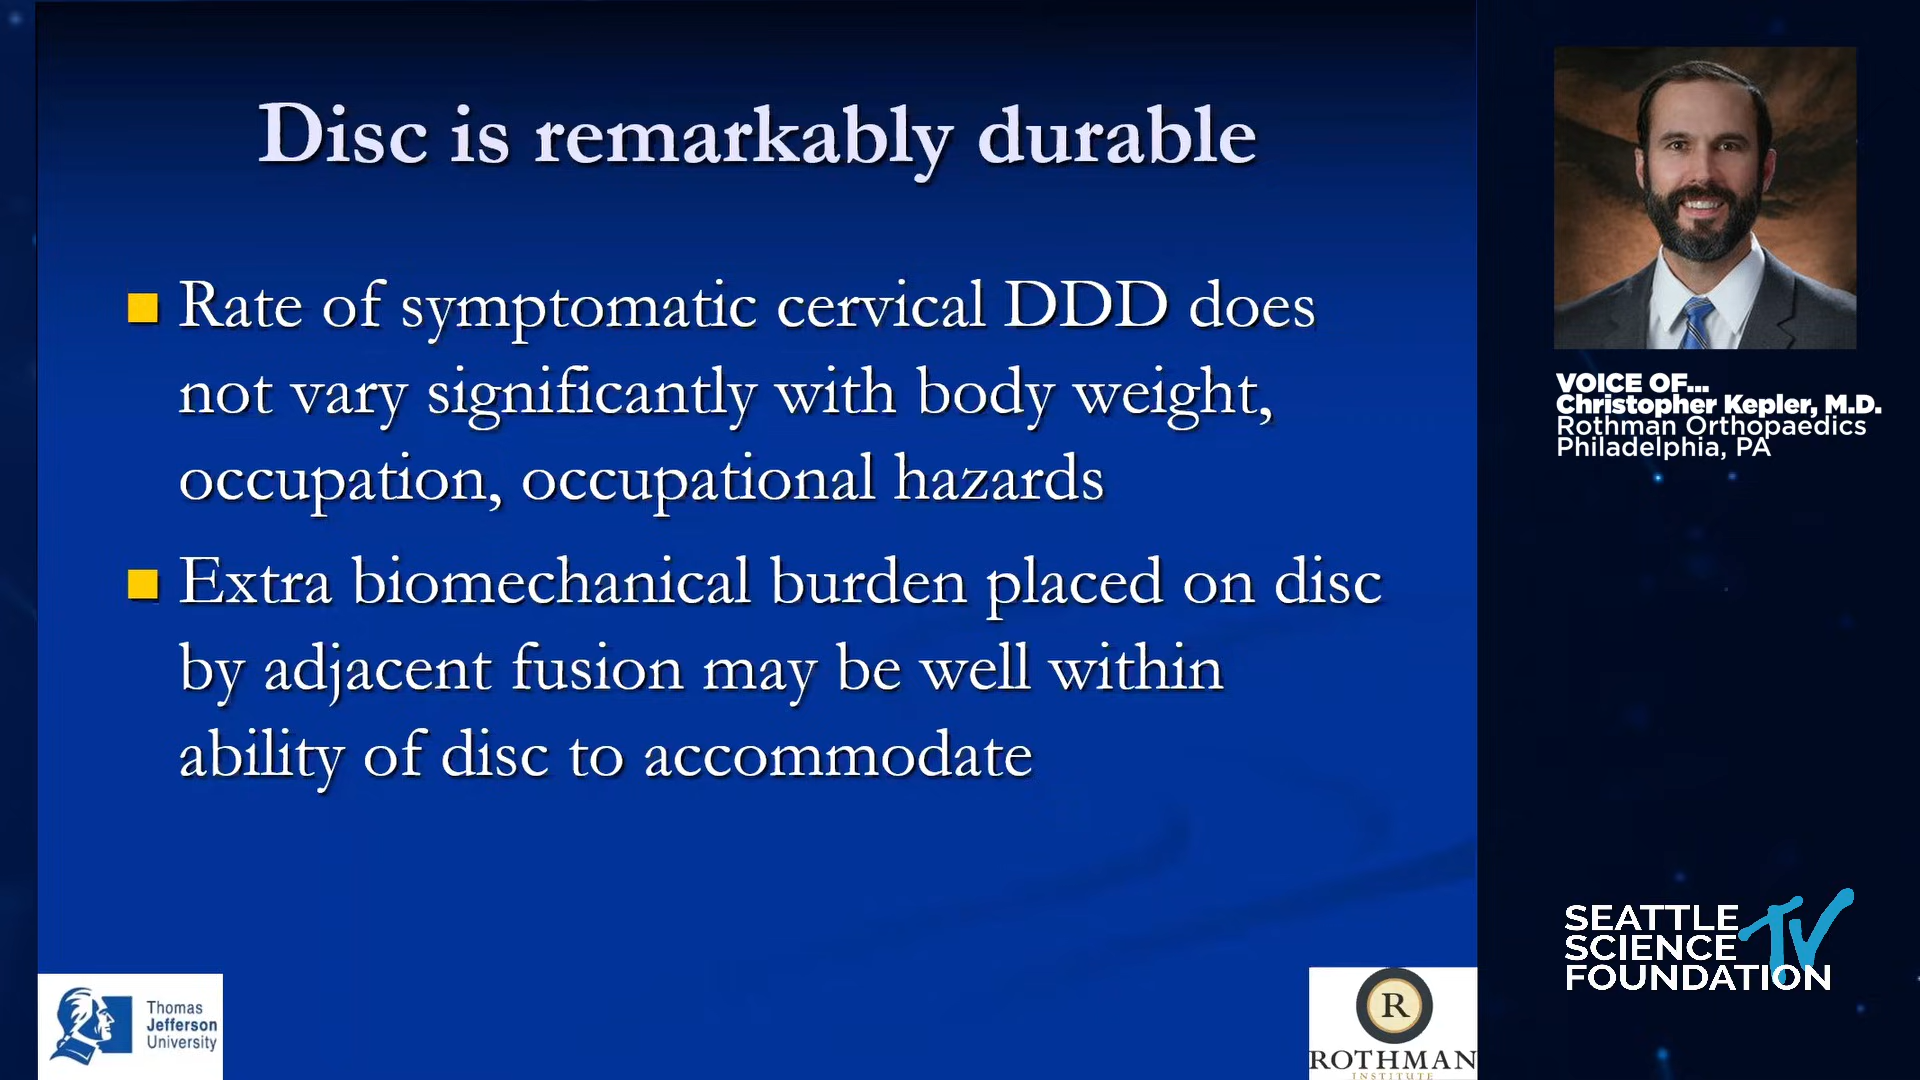 Disc is remarkably durable
Rate of symptomatic cervical DDD does
not vary significantly with body weight,
occupation, occupational hazards
Extra biomechanical burden placed on disc
by adjacent fusion may be well within
ability of disc to accommodate
Thomas
Jefferson
University
R
ROTHMAN
INSTITUTE
VOICE OF...
Christopher Kepler, M.D.
Rothman Orthopaedics
Philadelphia, PA
SEATTLE
SCIENCE
FOUNDATION
TV